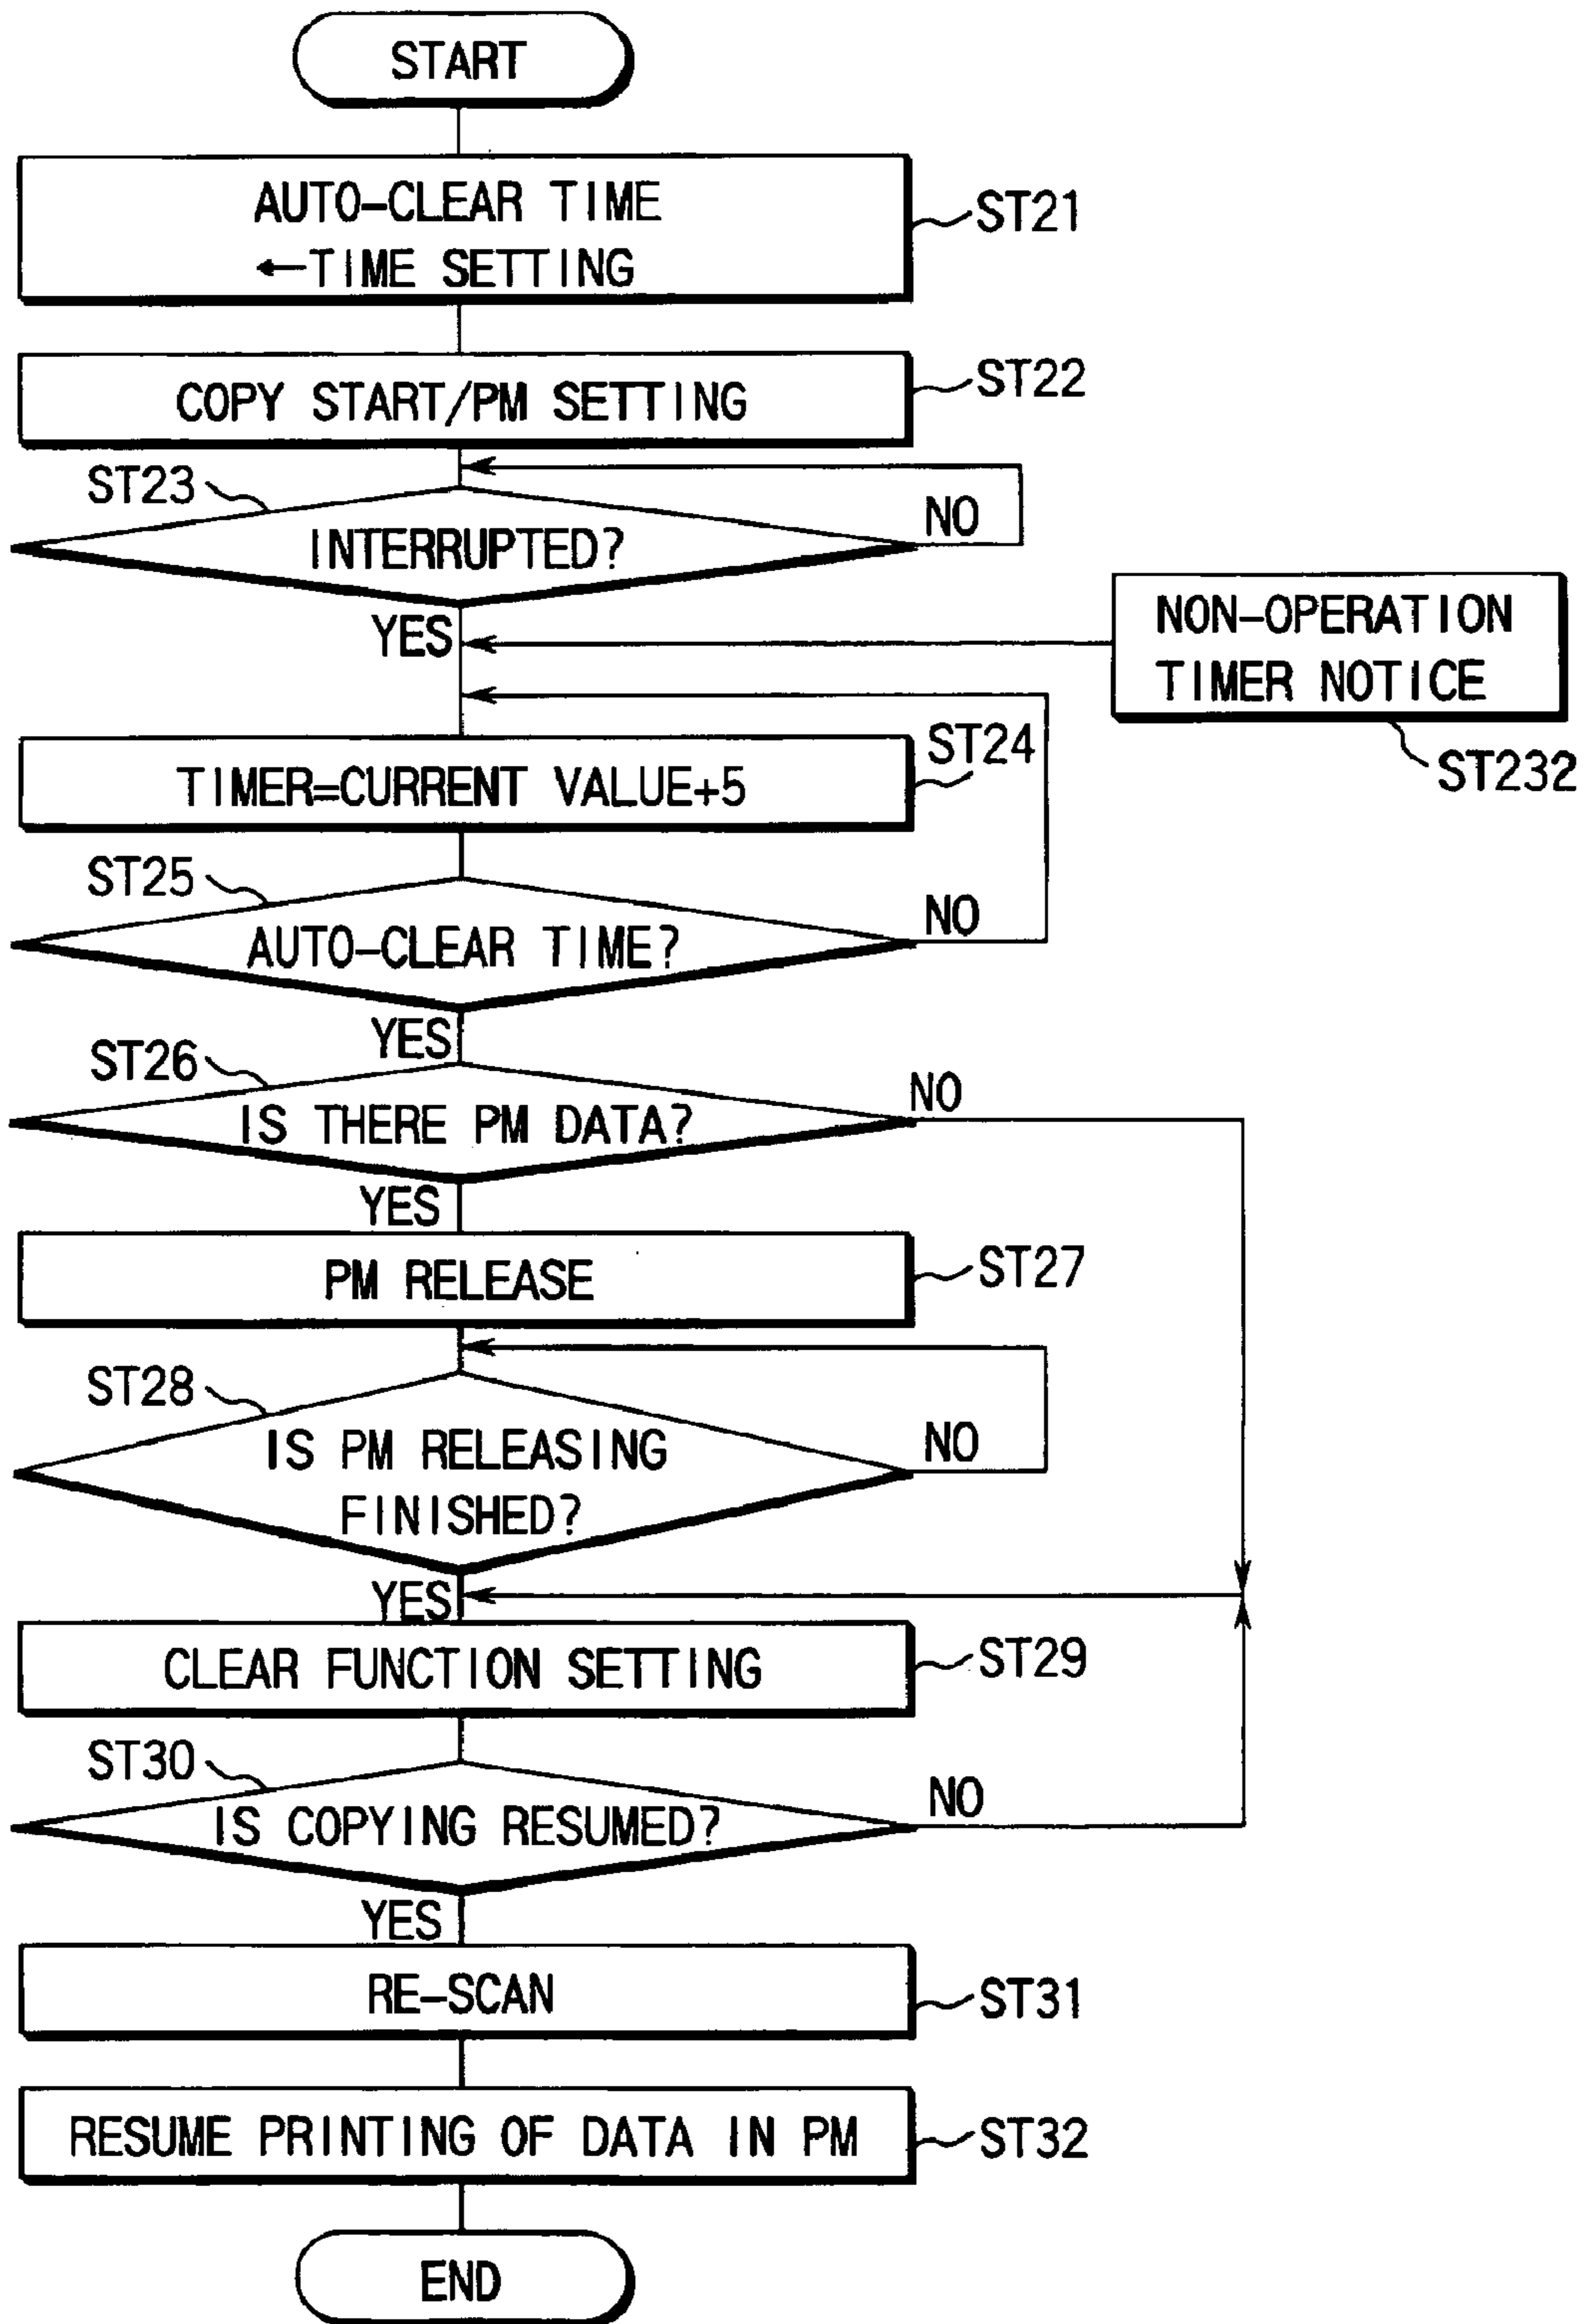 START
AUTO-CLEAR TIME
←TIME SETTING
ST21
COPY START/PM SETTING
ST22
ST23
INTERRUPTED?
NO
YES
NON-OPERATION
TIMER NOTICE
ST232
TIMER=CURRENT VALUE+5
ST24
ST25
AUTO-CLEAR TIME?
NO
YES
ST26
IS THERE PM DATA?
NO
YES
PM RELEASE
ST27
ST28
IS PM RELEASING
FINISHED?
NO
YES
CLEAR FUNCTION SETTING
ST29
ST30
IS COPYING RESUMED?
NO
YES
RE-SCAN
ST31
RESUME PRINTING OF DATA IN PM
ST32
END